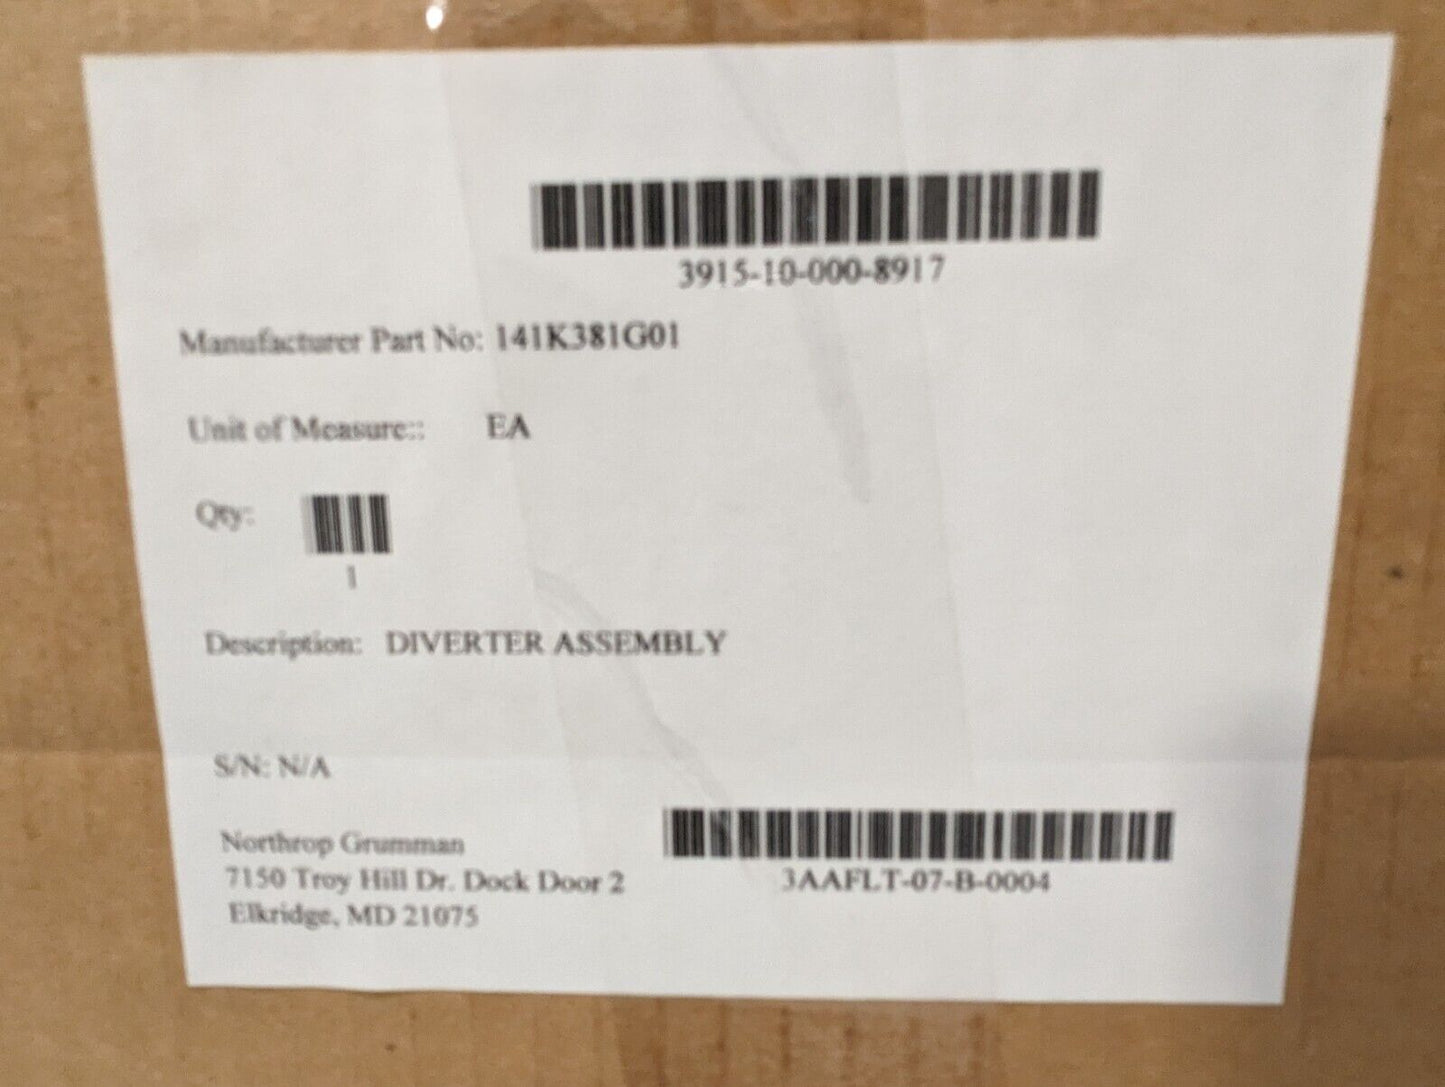 3915-10-000-8917
Manufacturer Part No: 141K381G01
Unit of Measure:: EA
Qty:
1
Description: DIVERTER ASSEMBLY
S/N: N/A
Northrop Grumman
7150 Troy Hill Dr. Dock Door 2
Elkridge, MD 21075
3AAFLT-07-B-0004